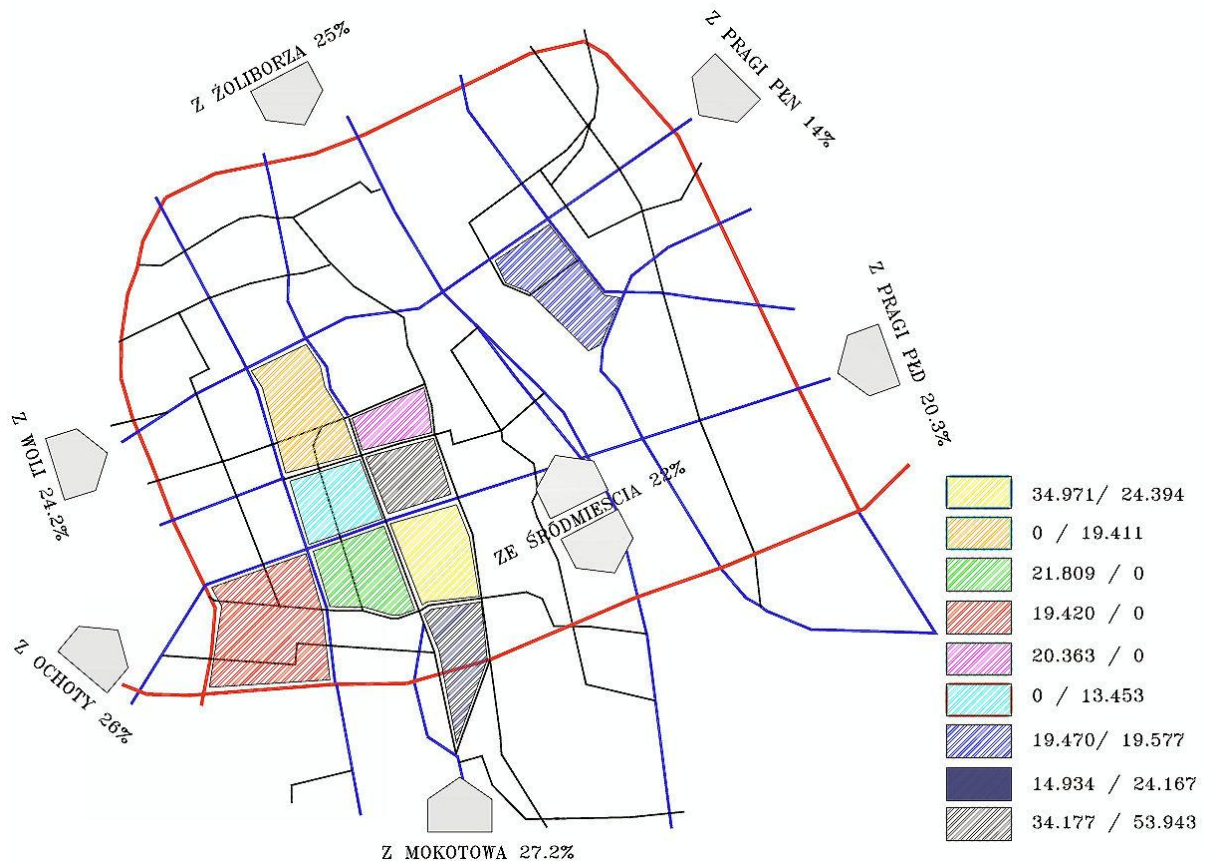 Z ŻOLIBORZA 25%
Z PRAGI PŁN 14%
Z PRAGI PŁD 20.3%
Z WOLI 24.2%
ZE ŚRÓDMIEŚCIA 22%
Z OCHOTY 26%
Z MOKOTOWA 27.2%
34.971/ 24.394
0 / 19.411
21.809 / 0
19.420 / 0
20.363 / 0
0 / 13.453
19.470/ 19.577
14.934 / 24.167
34.177 / 53.943